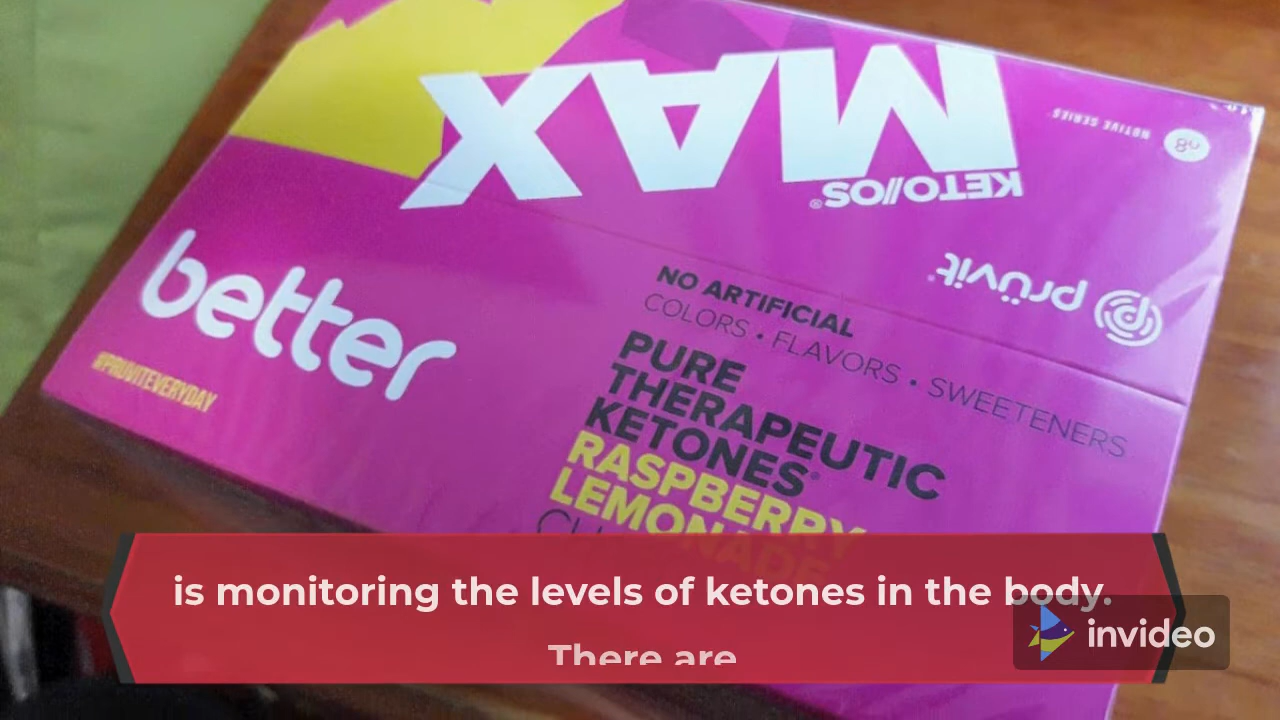 MAX
KETO//OS®
NATIVE SERIES
n8
prüvit®
better
#PRUVITEVERYDAY
NO ARTIFICIAL
COLORS • FLAVORS • SWEETENERS
PURE
THERAPEUTIC
KETONES®
RASPBERRY
LEMONADE
is monitoring the levels of ketones in the body.
There are
invideo